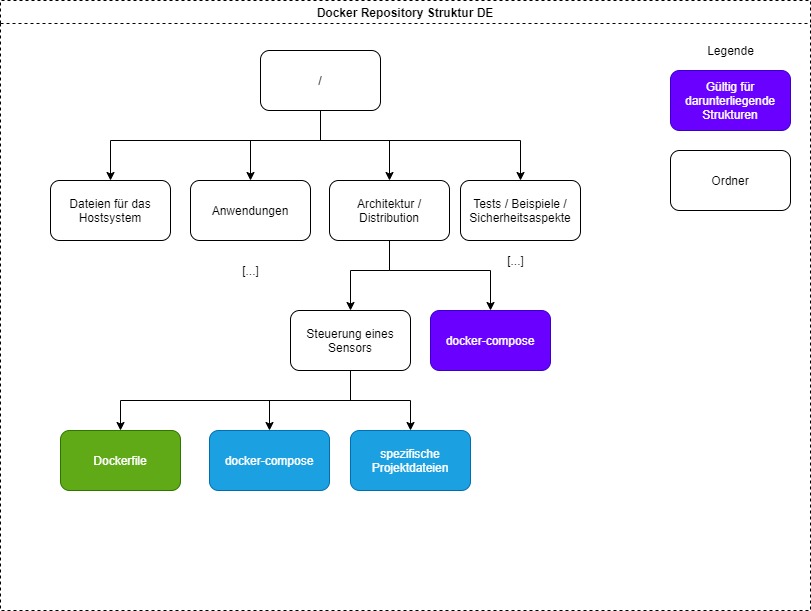 Docker Repository Struktur DE
Legende
/
Gültig für
darunterliegende
Strukturen
Ordner
Dateien für das
Hostsystem
Anwendungen
Architektur /
Distribution
Tests / Beispiele /
Sicherheitsaspekte
[...]
[...]
Steuerung eines
Sensors
docker-compose
Dockerfile
docker-compose
spezifische
Projektdateien